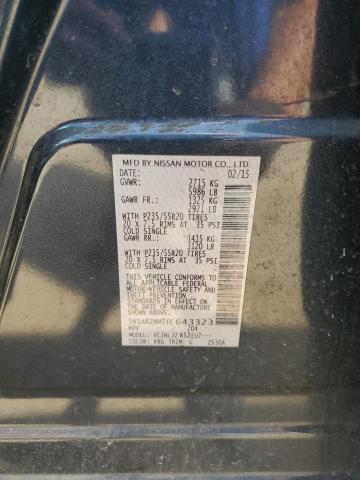 MFD BY NISSAN MOTOR CO., LTD.
DATE: 02/15
GVWR: 2715 KG
5986 LB
GAWR FR.: 1325 KG
2921 LB
WITH P235/55R20 TIRES
20 X 7.5 RIMS AT 35 PSI
COLD SINGLE
GAWR RR.: 1415 KG
3120 LB
WITH P235/55R20 TIRES
20 X 7.5 RIMS AT 35 PSI
COLD SINGLE
THIS VEHICLE CONFORMS TO
ALL APPLICABLE FEDERAL
MOTOR VEHICLE SAFETY, BUMPER
AND THEFT PREVENTION
STANDARDS IN EFFECT ON THE
DATE OF MANUFACTURE
SHOWN ABOVE
643323
MPV 204
MODEL:
COLOR: KBG TRIM: G 2530A